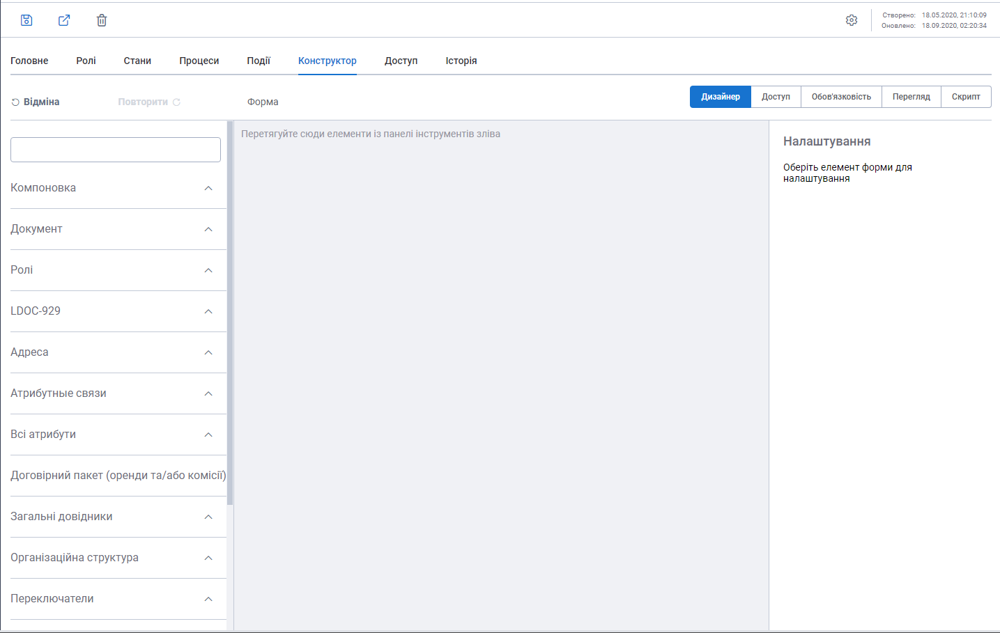 Створено: 18.05.2020, 21:10:09
Оновлено: 18.09.2020, 02:20:34
Головне Ролі Стани Процеси Події Конструктор Доступ Історія
Відміна Повторити Форма Дизайнер Доступ Обов'язковість Перегляд Скрипт
Перетягуйте сюди елементи із панелі інструментів зліва
Налаштування
Оберіть елемент форми для
налаштування
Компоновка
Документ
Ролі
LDOC-929
Адреса
Атрибутные связи
Всі атрибути
Договірний пакет (оренди та/або комісії)
Загальні довідники
Організаційна структура
Переключатели